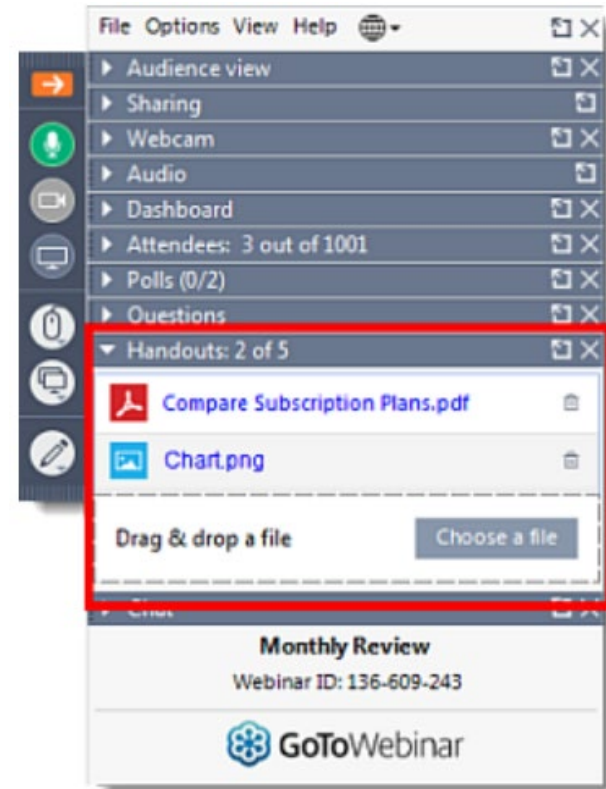 File Options View Help
Audience view
Sharing
Webcam
Audio
Dashboard
Attendees: 3 out of 1001
Polls (0/2)
Questions
Handouts: 2 of 5
Compare Subscription Plans.pdf
Chart.png
Drag & drop a file
Choose a file
Chat
Monthly Review
Webinar ID: 136-609-243
GoToWebinar